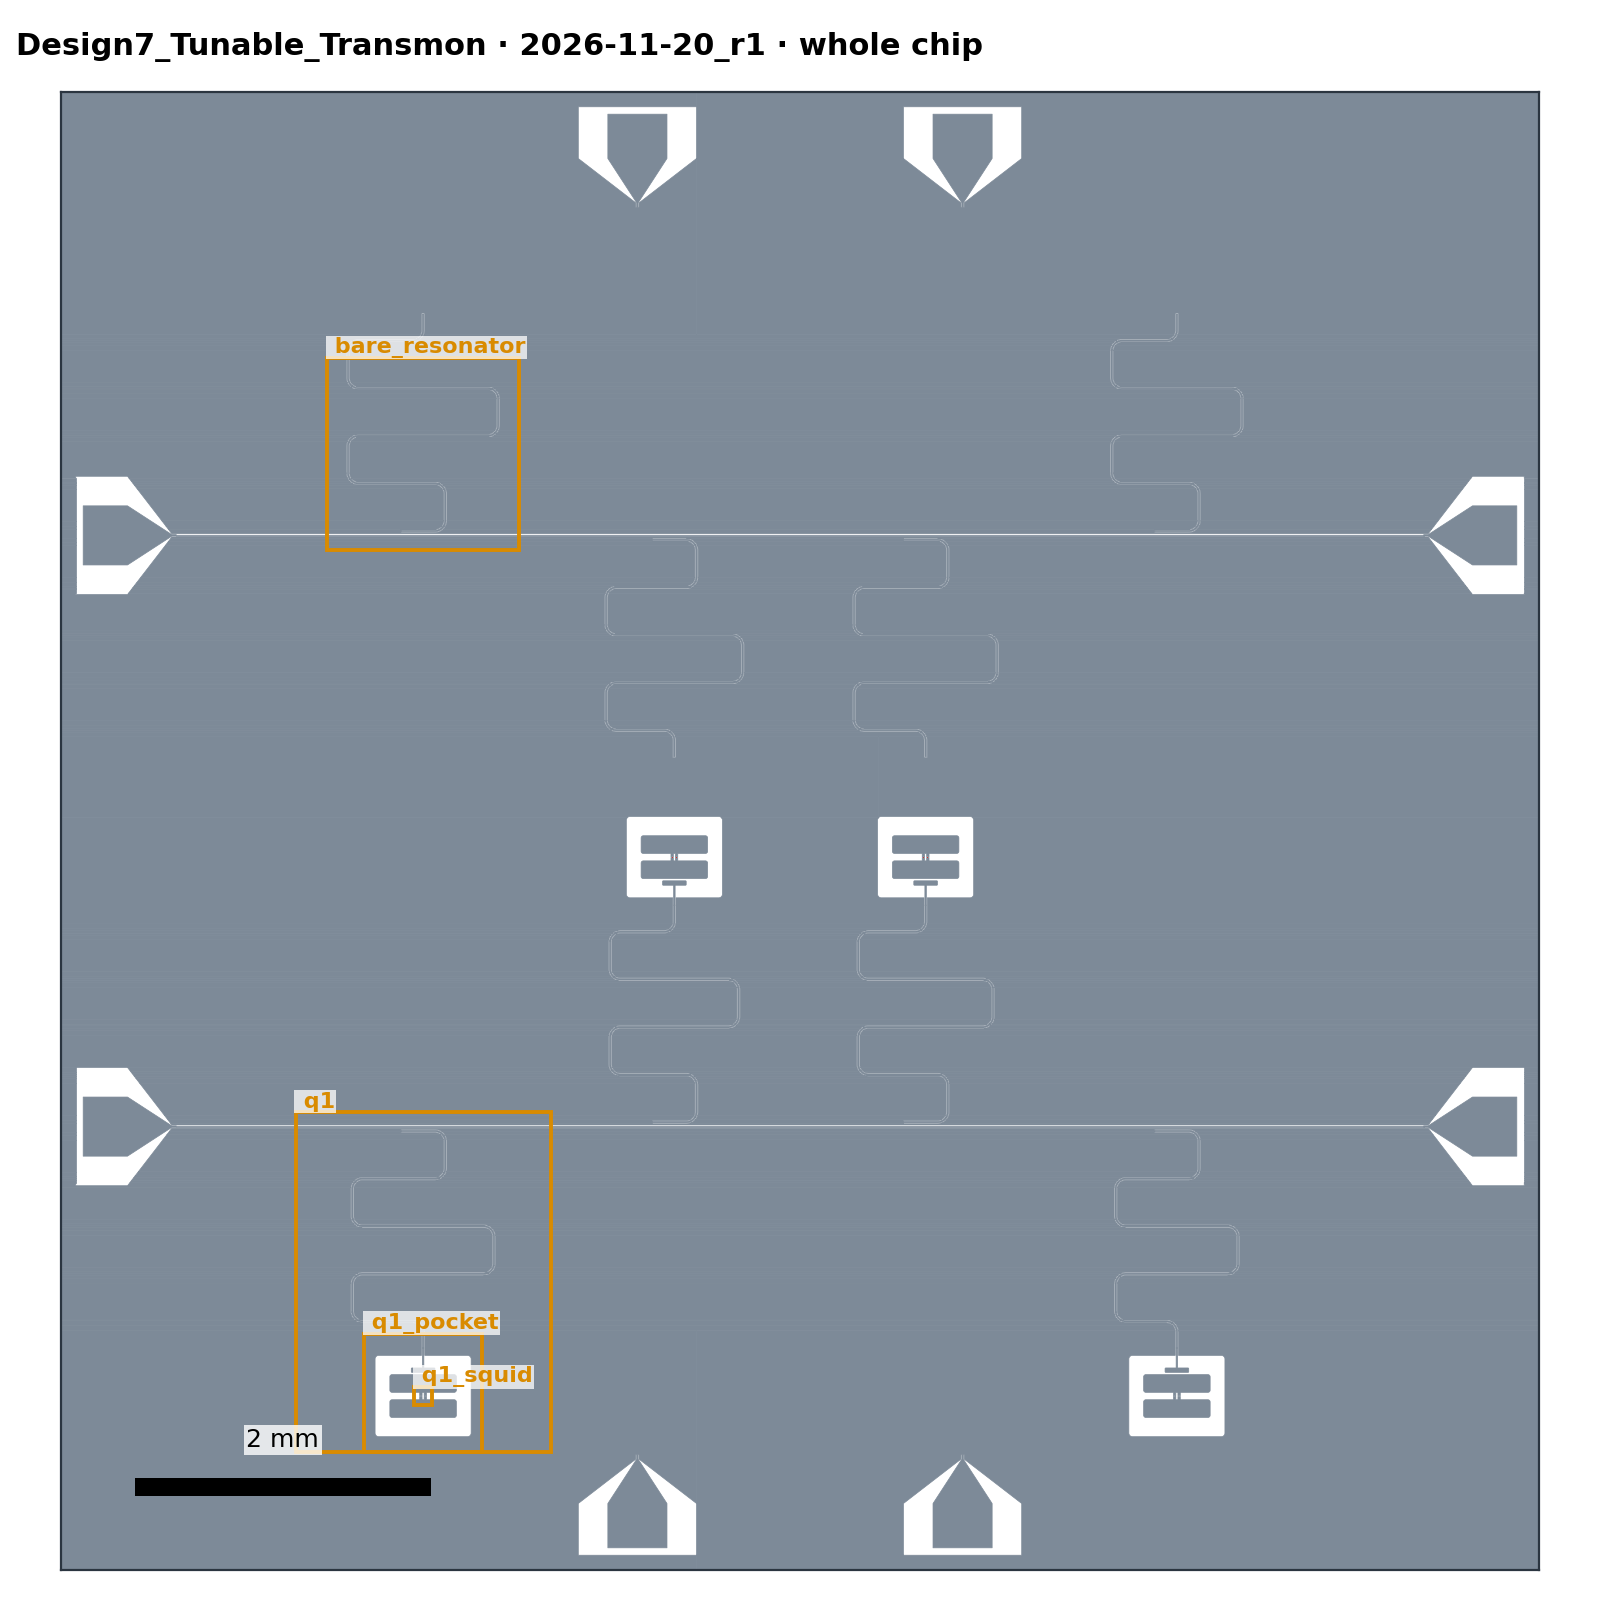 Design7_Tunable_Transmon · 2026-11-20_r1 · whole chip
bare_resonator
q1
q1_pocket
q1_squid
2 mm